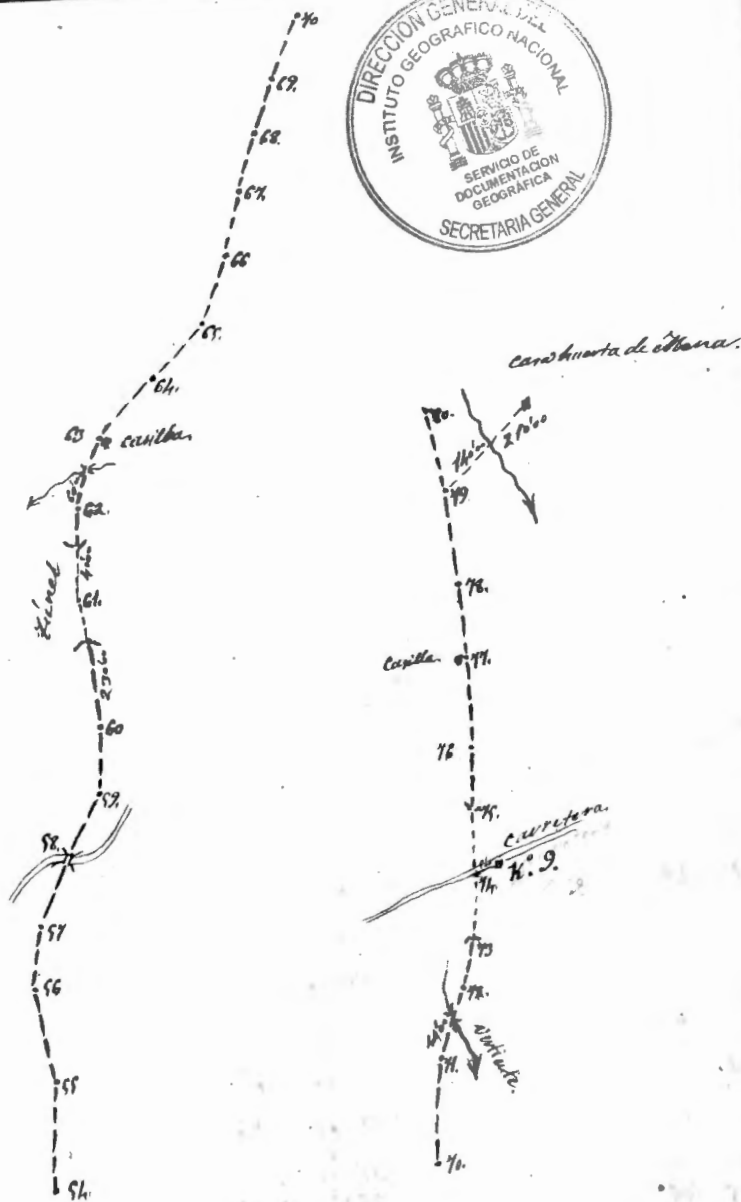 DIRECCION GENERAL DEL
INSTITUTO GEOGRAFICO NACIONAL
SERVICIO DE
DOCUMENTACION
GEOGRÁFICA
SECRETARIA GENERAL
70
69.
68.
67.
66
65.
64.
63
casilla
62.
Túnel
61.
60
59.
58.
57
56
55
54.
casa huerta de
80.
79
78.
Casilla
77.
76
75.
Carretera.
74.
K.º 9.
73
72.
vertiente.
71.
70.